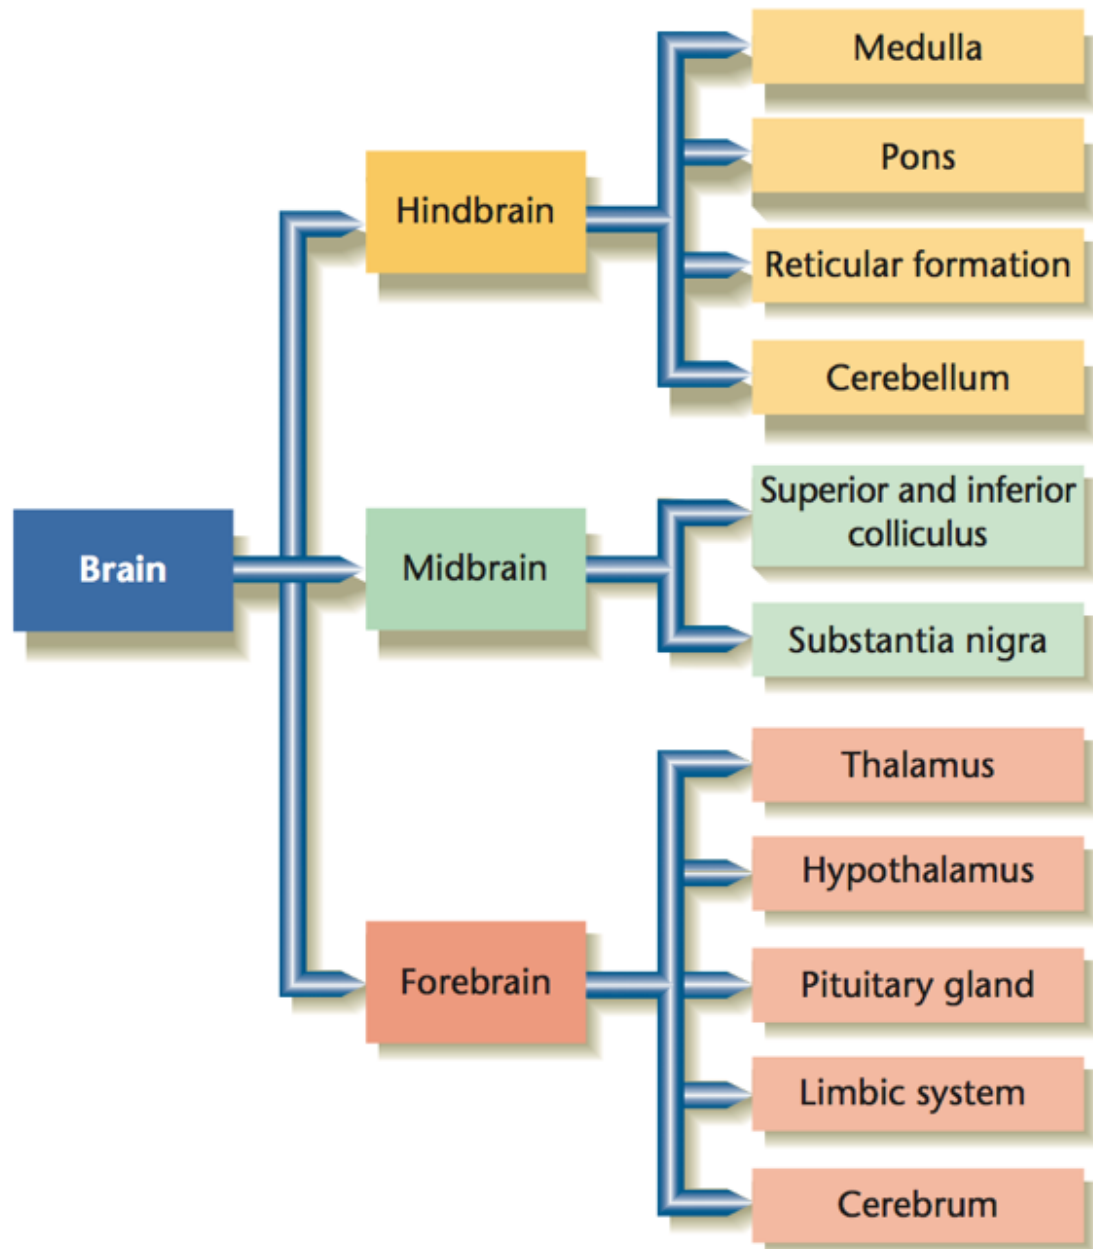 Brain
Hindbrain
Medulla
Pons
Reticular formation
Cerebellum
Midbrain
Superior and inferior
colliculus
Substantia nigra
Forebrain
Thalamus
Hypothalamus
Pituitary gland
Limbic system
Cerebrum